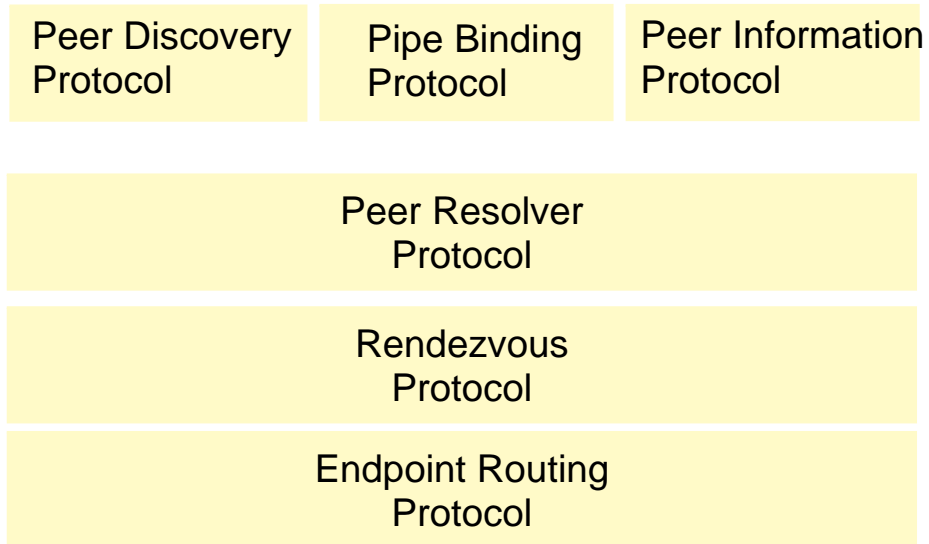 Peer Discovery
Protocol
Pipe Binding
Protocol
Peer Information
Protocol
Peer Resolver
Protocol
Rendezvous
Protocol
Endpoint Routing
Protocol